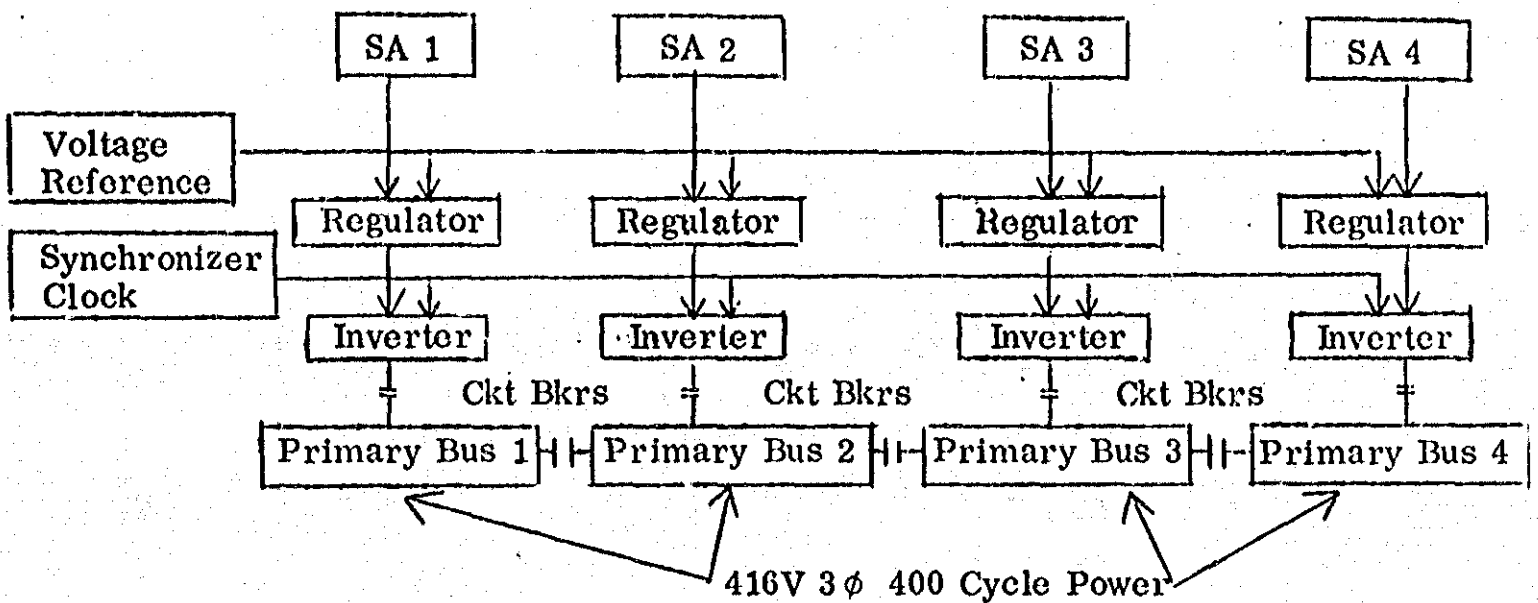 SA 1
SA 2
SA 3
SA 4
Voltage
Reference
Regulator
Regulator
Regulator
Regulator
Synchronizer
Clock
Inverter
Inverter
Inverter
Inverter
Ckt Bkrs
Ckt Bkrs
Ckt Bkrs
Primary Bus 1
Primary Bus 2
Primary Bus 3
Primary Bus 4
416V 3ϕ 400 Cycle Power